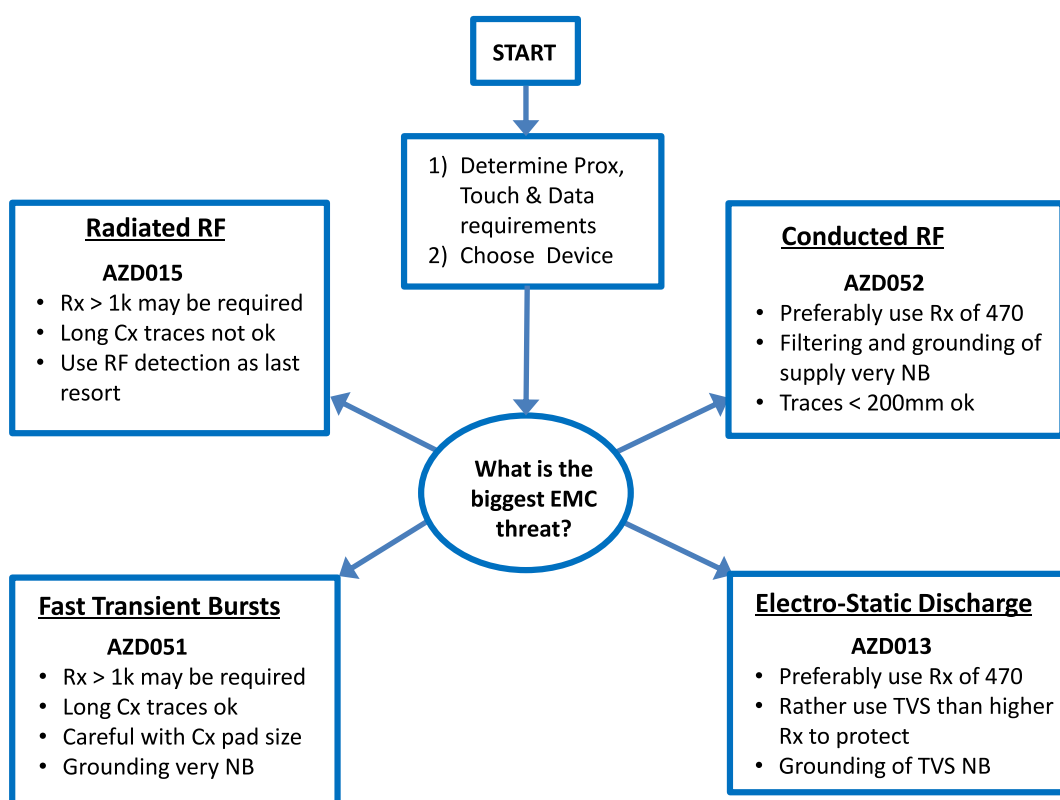 START
1) Determine Prox,
Touch & Data
requirements
2) Choose Device
Radiated RF
AZD015
• Rx > 1k may be required
• Long Cx traces not ok
• Use RF detection as last
resort
Conducted RF
AZD052
• Preferably use Rx of 470
• Filtering and grounding of
supply very NB
• Traces < 200mm ok
What is the
biggest EMC
threat?
Fast Transient Bursts
AZD051
• Rx > 1k may be required
• Long Cx traces ok
• Careful with Cx pad size
• Grounding very NB
Electro-Static Discharge
AZD013
• Preferably use Rx of 470
• Rather use TVS than higher
Rx to protect
• Grounding of TVS NB